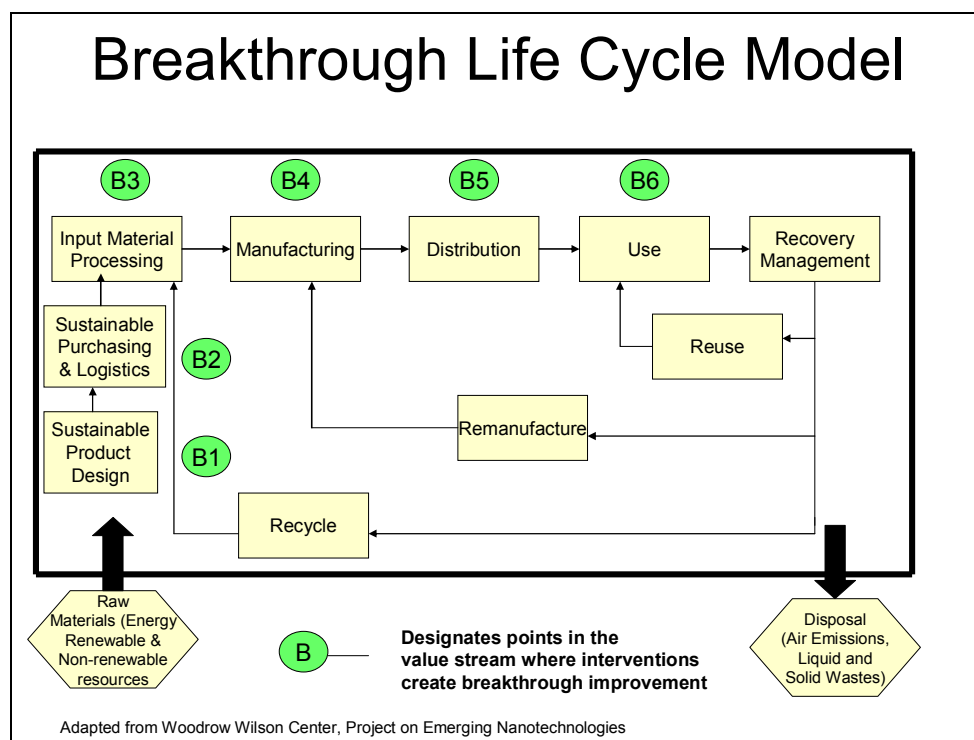 Breakthrough Life Cycle Model
B3
B4
B5
B6
Input Material
Processing
Manufacturing
Distribution
Use
Recovery
Management
Sustainable
Purchasing
& Logistics
B2
Reuse
Sustainable
Product
Design
B1
Remanufacture
Recycle
Raw
Materials (Energy
Renewable &
Non-renewable
resources
B
Designates points in the
value stream where interventions
create breakthrough improvement
Disposal
(Air Emissions,
Liquid and
Solid Wastes)
Adapted from Woodrow Wilson Center, Project on Emerging Nanotechnologies